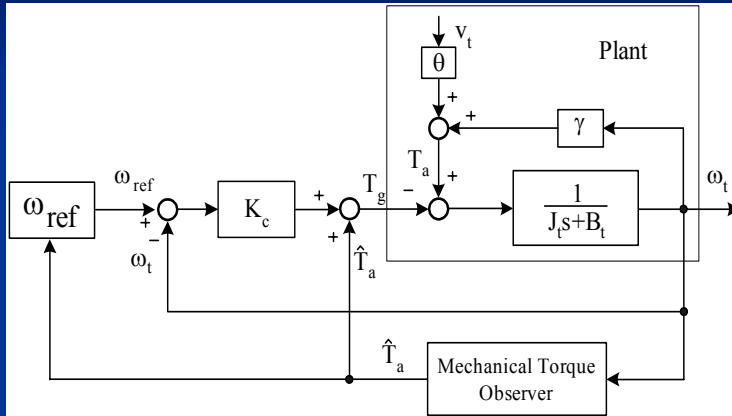 v_t
θ
Plant
+
+
γ
T_a
ω_ref
ω_ref
+
−
K_c
+
+
T_g
−
+
1
J_ts+B_t
ω_t
ω_t
T̂_a
T̂_a
Mechanical Torque
Observer